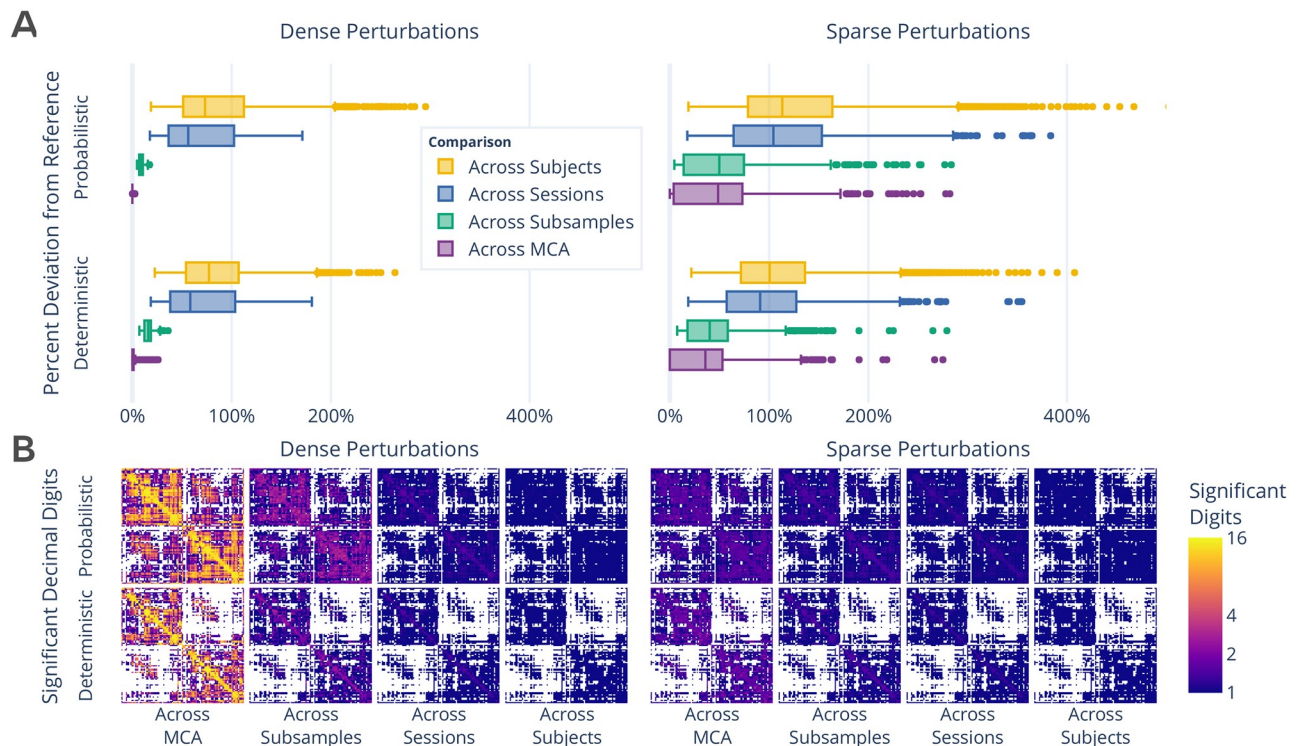 A
Dense Perturbations
Sparse Perturbations
Percent Deviation from Reference
Probabilistic
Deterministic
Comparison
Across Subjects
Across Sessions
Across Subsamples
Across MCA
0%
100%
200%
400%
0%
100%
200%
400%
B
Dense Perturbations
Sparse Perturbations
Significant Decimal Digits
Probabilistic
Deterministic
Significant
Digits
16
4
2
1
Across
MCA
Across
Subsamples
Across
Sessions
Across
Subjects
Across
MCA
Across
Subsamples
Across
Sessions
Across
Subjects